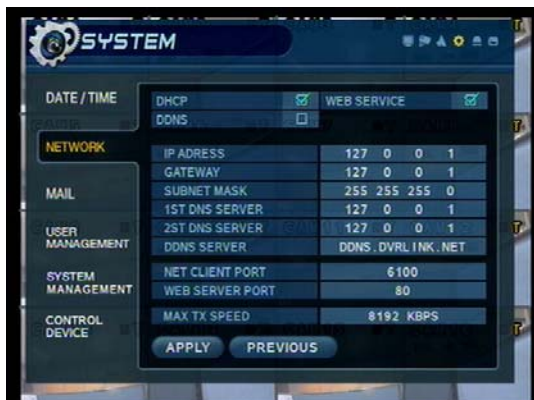 SYSTEM
DATE / TIME
NETWORK
MAIL
USER
MANAGEMENT
SYSTEM
MANAGEMENT
CONTROL
DEVICE
DHCP
WEB SERVICE
DDNS
IP ADRESS 127 0 0 1
GATEWAY 127 0 0 1
SUBNET MASK 255 255 255 0
1ST DNS SERVER 127 0 0 1
2ST DNS SERVER 127 0 0 1
DDNS SERVER DDNS.DVRLINK.NET
NET CLIENT PORT 6100
WEB SERVER PORT 80
MAX TX SPEED 8192 KBPS
APPLY PREVIOUS